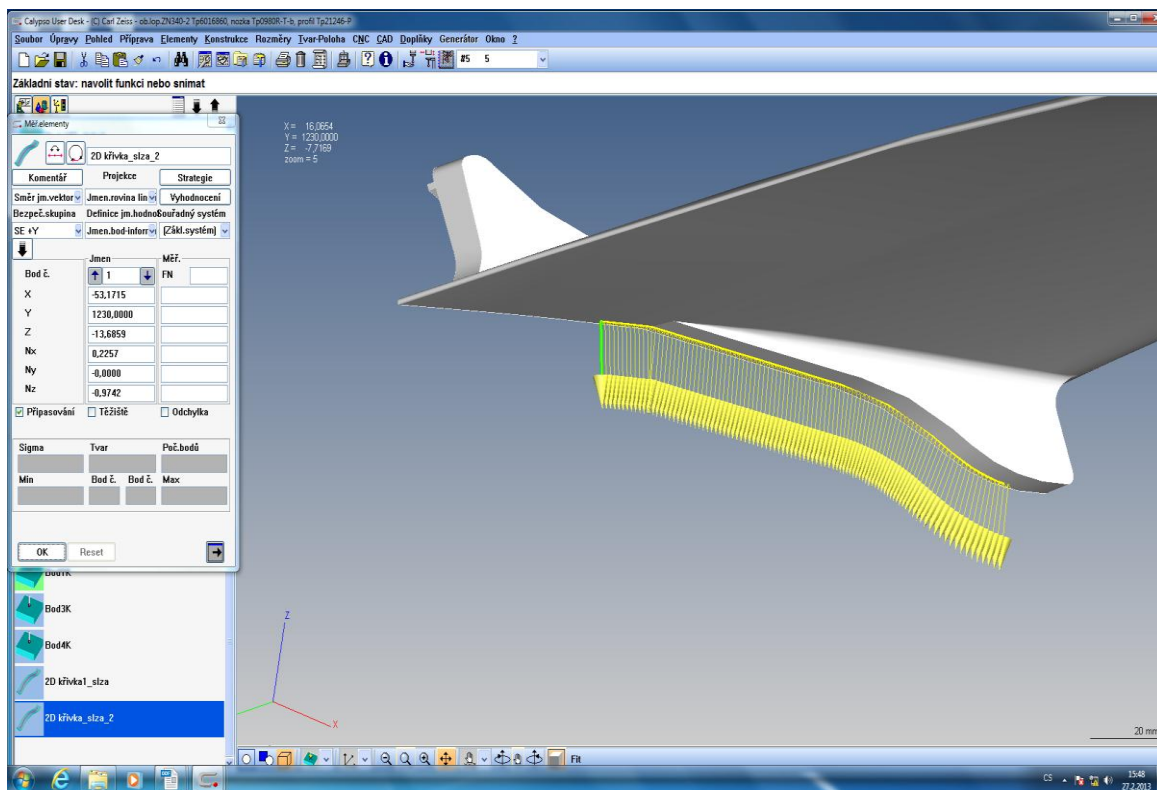 Calypso User Desk - (C) Carl Zeiss - ob.lop.ZN340-2 Tp6016860, nozka Tp0980R-T-b, profil Tp21246-P
Soubor Úpravy Pohled Příprava Elementy Konstrukce Rozměry Tvar-Poloha CNC CAD Doplňky Generátor Okno ?
#5 5
Základní stav: navolit funkci nebo snimat
Měř.elementy
X = 16,0654
Y = 1230,0000
Z = -7,7169
zoom = 5
2D křivka_slza_2
Komentář Projekce Strategie
Směr jm.vektor Jmen.rovina lin Vyhodnocení
Bezpeč.skupina Definice jm.hodno Souřadný systém
SE +Y Jmen.bod-inform (Zákl.systém)
Jmen Měř.
Bod č. 1 FN
X -53,1715
Y 1230,0000
Z -13,6859
Nx 0,2257
Ny -0,0000
Nz -0,9742
Připasování Těžiště Odchylka
Sigma Tvar Poč.bodů
Min Bod č. Bod č. Max
OK Reset
Bod1K
Bod3K
Bod4K
2D křivka1_slza
2D křivka_slza_2
Z
X
20 mm
Fit
CS 15:48
27.2.2013